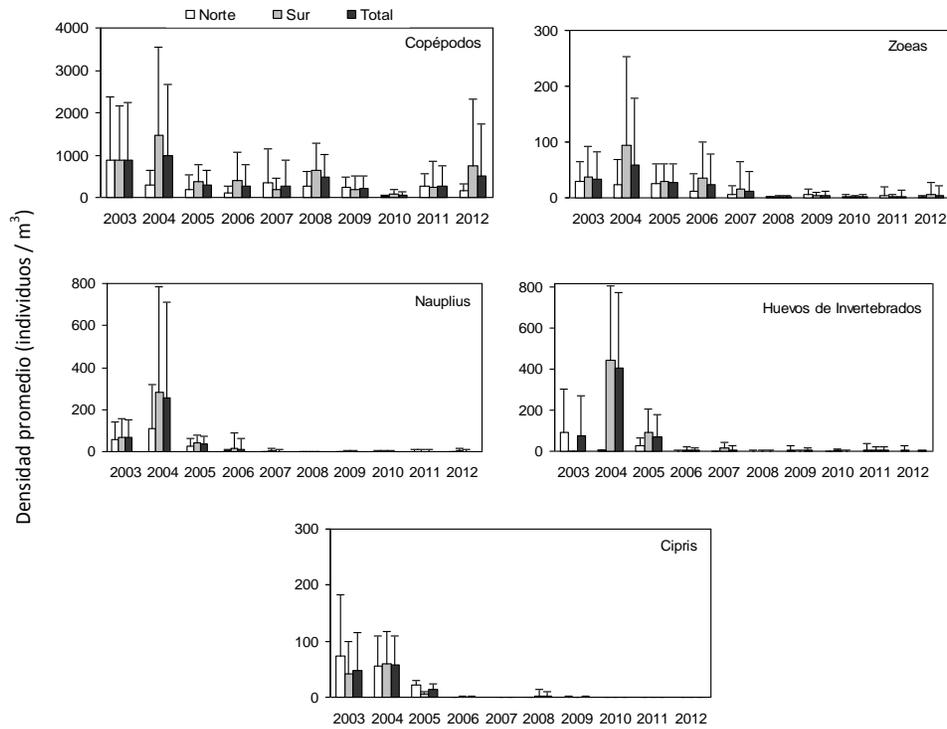 Norte Sur Total
Densidad promedio (individuos / m³)
Copépodos
4000
3000
2000
1000
0
2003 2004 2005 2006 2007 2008 2009 2010 2011 2012
Zoeas
300
200
100
0
2003 2004 2005 2006 2007 2008 2009 2010 2011 2012
Nauplius
800
600
400
200
0
2003 2004 2005 2006 2007 2008 2009 2010 2011 2012
Huevos de Invertebrados
800
600
400
200
0
2003 2004 2005 2006 2007 2008 2009 2010 2011 2012
Cipris
300
200
100
0
2003 2004 2005 2006 2007 2008 2009 2010 2011 2012